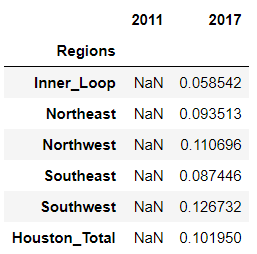 2011 2017
Regions
Inner_Loop NaN 0.058542
Northeast NaN 0.093513
Northwest NaN 0.110696
Southeast NaN 0.087446
Southwest NaN 0.126732
Houston_Total NaN 0.101950